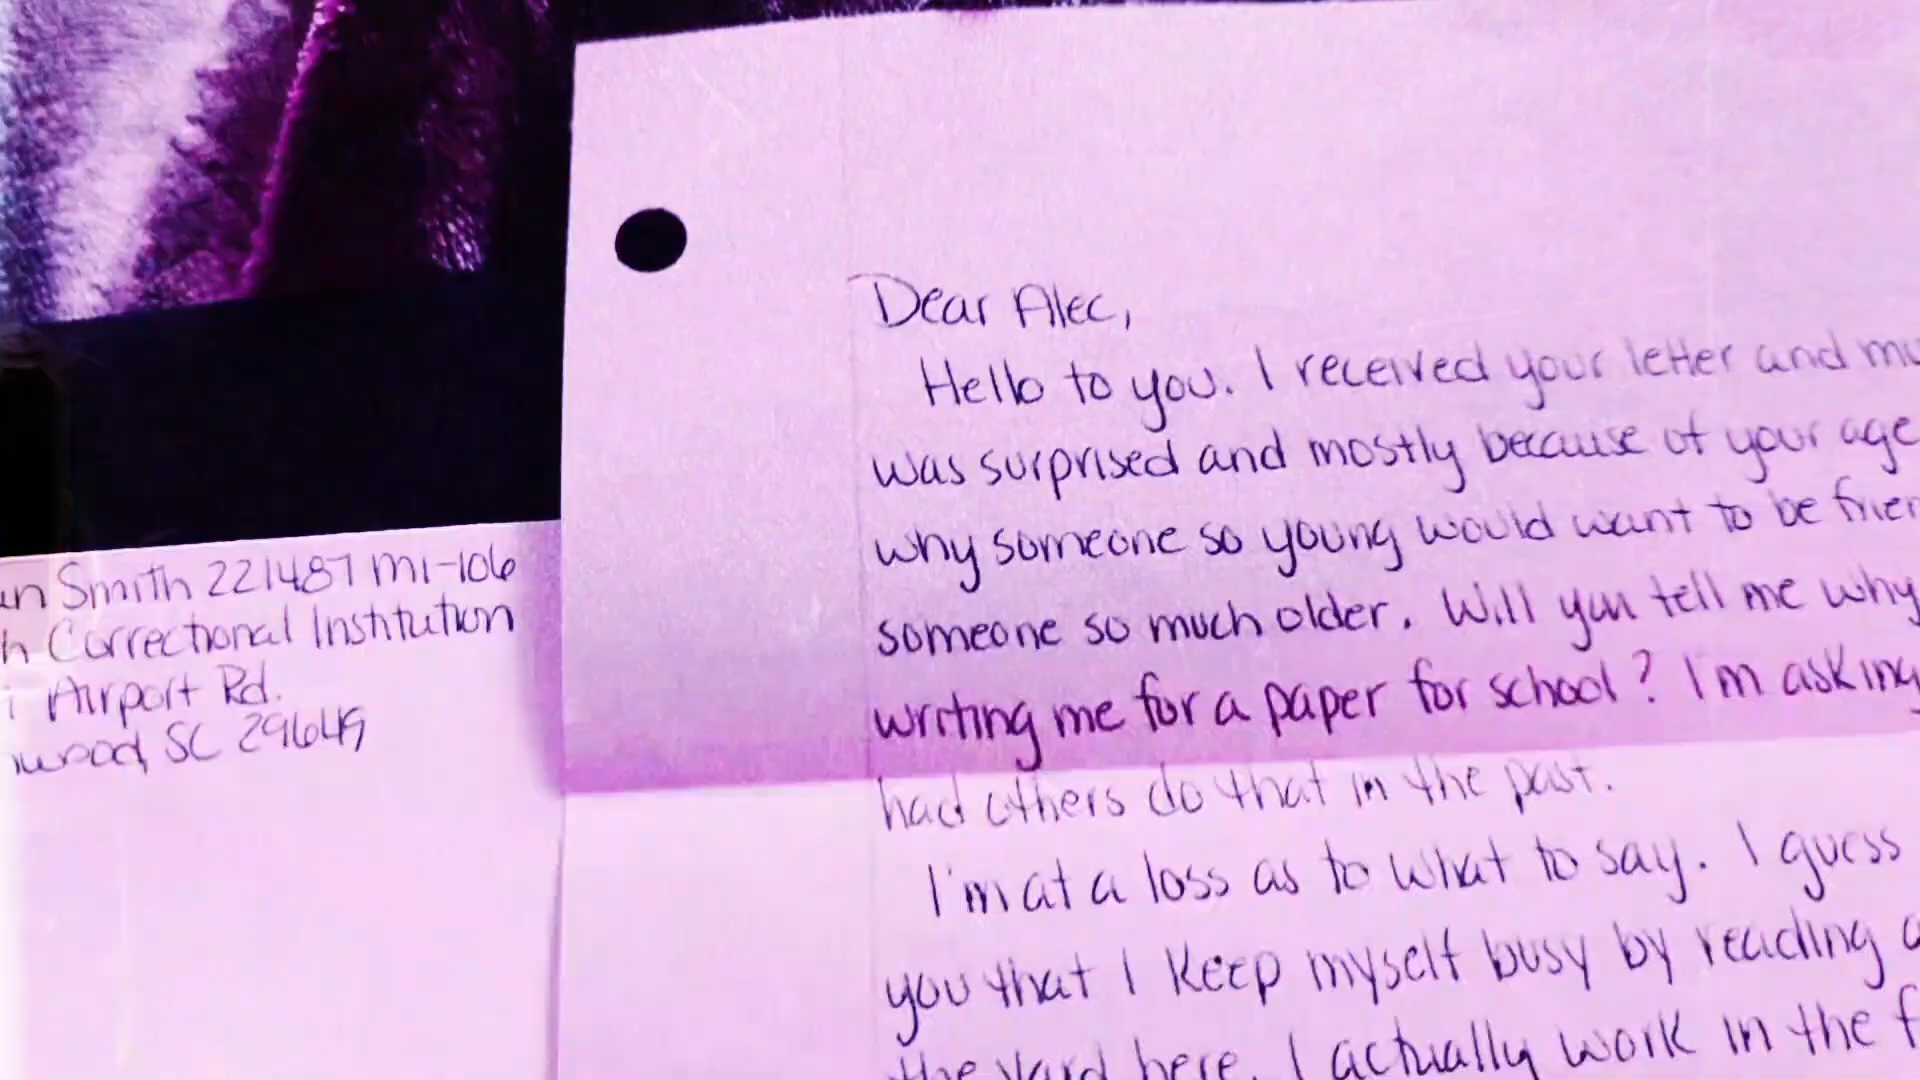 Smith 221487 MI-106
Correctional Institution
Airport Rd.
SC 29649
Dear Alec,
Hello to you. I received your letter and
was surprised and mostly because of your age
why someone so young would want to be
someone so much older. Will you tell me why
writing me for a paper for school? I'm asking
had others do that in the past.
I'm at a loss as to what to say. I guess
you that I keep myself busy by reading
the yard here. I actually work in the